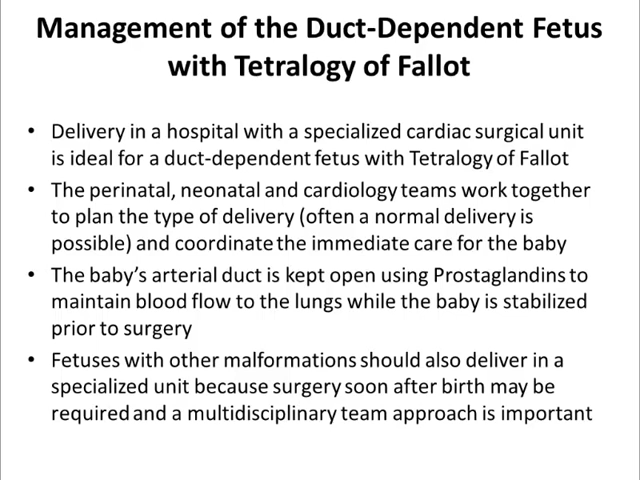 Management of the Duct-Dependent Fetus
with Tetralogy of Fallot
• Delivery in a hospital with a specialized cardiac surgical unit
is ideal for a duct-dependent fetus with Tetralogy of Fallot
• The perinatal, neonatal and cardiology teams work together
to plan the type of delivery (often a normal delivery is
possible) and coordinate the immediate care for the baby
• The baby's arterial duct is kept open using Prostaglandins to
maintain blood flow to the lungs while the baby is stabilized
prior to surgery
• Fetuses with other malformations should also deliver in a
specialized unit because surgery soon after birth may be
required and a multidisciplinary team approach is important